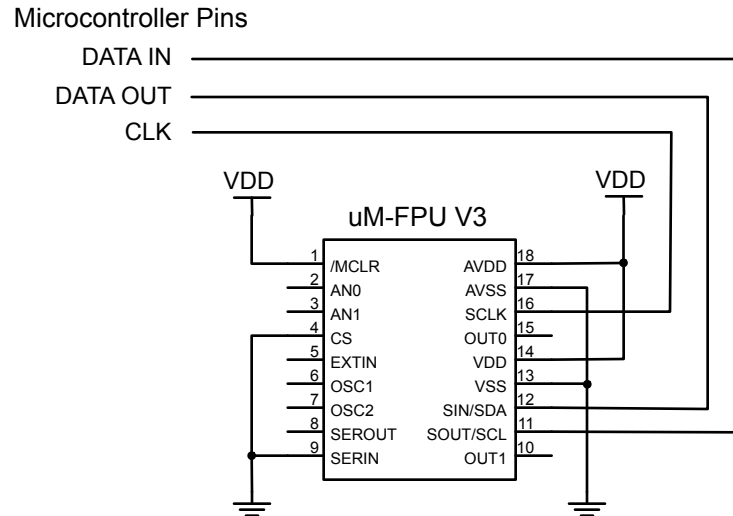 Microcontroller Pins
DATA IN
DATA OUT
CLK
VDD
VDD
uM-FPU V3
1 /MCLR AVDD 18
2 AN0 AVSS 17
3 AN1 SCLK 16
4 CS OUT0 15
5 EXTIN VDD 14
6 OSC1 VSS 13
7 OSC2 SIN/SDA 12
8 SEROUT SOUT/SCL 11
9 SERIN OUT1 10